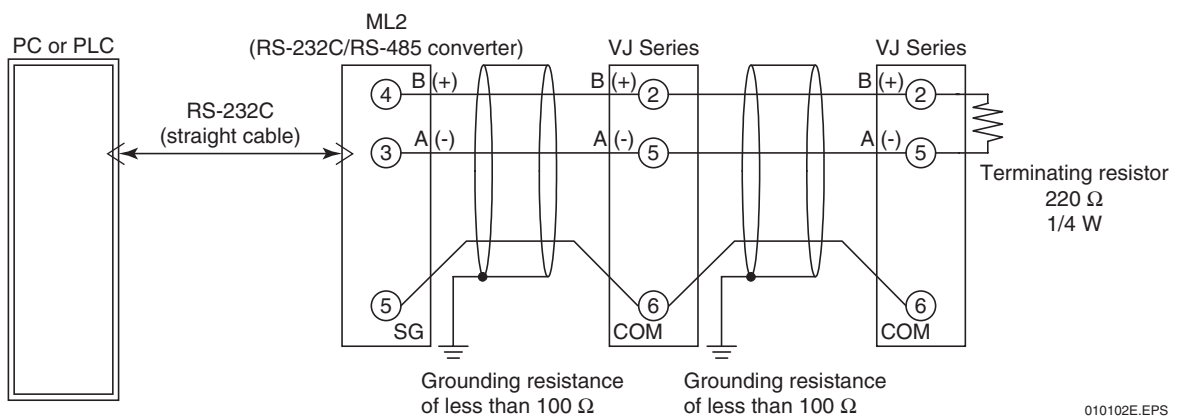 PC or PLC
ML2
(RS-232C/RS-485 converter)
VJ Series
VJ Series
RS-232C
(straight cable)
4
B (+)
B (+)
2
B (+)
2
3
A (-)
A (-)
5
A (-)
5
Terminating resistor
220 Ω
1/4 W
5
SG
6
COM
6
COM
Grounding resistance
of less than 100 Ω
Grounding resistance
of less than 100 Ω
010102E.EPS